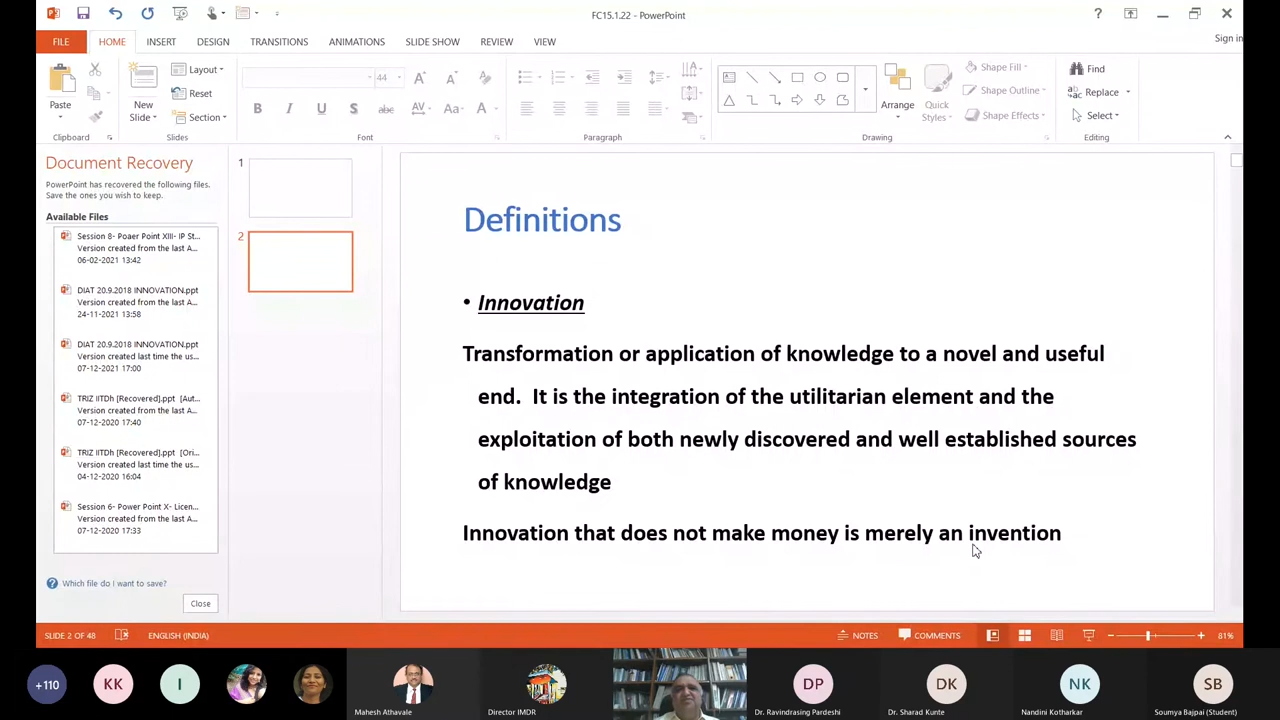 FC15.1.22 - PowerPoint
?
Sign in
FILE HOME INSERT DESIGN TRANSITIONS ANIMATIONS SLIDE SHOW REVIEW VIEW
Paste
New
Slide
Layout
Reset
Section
44
B I U S abc AV Aa A
Arrange
Quick
Styles
Shape Fill
Shape Outline
Shape Effects
Find
Replace
Select
Clipboard Slides Font Paragraph Drawing Editing
Document Recovery
PowerPoint has recovered the following files.
Save the ones you wish to keep.
Available Files
Session 8- Poaer Point XIII- IP St...
Version created from the last A...
06-02-2021 13:42
DIAT 20.9.2018 INNOVATION.ppt
Version created from the last A...
24-11-2021 13:58
DIAT 20.9.2018 INNOVATION.ppt
Version created last time the us...
07-12-2021 17:00
TRIZ IITDh [Recovered].ppt [Aut...
Version created from the last A...
07-12-2020 17:40
TRIZ IITDh [Recovered].ppt [Ori...
Version created last time the us...
04-12-2020 16:04
Session 6- Power Point X- Licen...
Version created from the last A...
07-12-2020 17:33
Which file do I want to save?
Close
1
2
Definitions
• Innovation
Transformation or application of knowledge to a novel and useful
end. It is the integration of the utilitarian element and the
exploitation of both newly discovered and well established sources
of knowledge
Innovation that does not make money is merely an invention
SLIDE 2 OF 48 ENGLISH (INDIA) NOTES COMMENTS 81%
+110 KK I DP DK NK SB
Mahesh Athavale Director IMDR Dr. Ravindrasing Pardeshi Dr. Sharad Kunte Nandini Kotharkar Soumya Bajpai (Student)